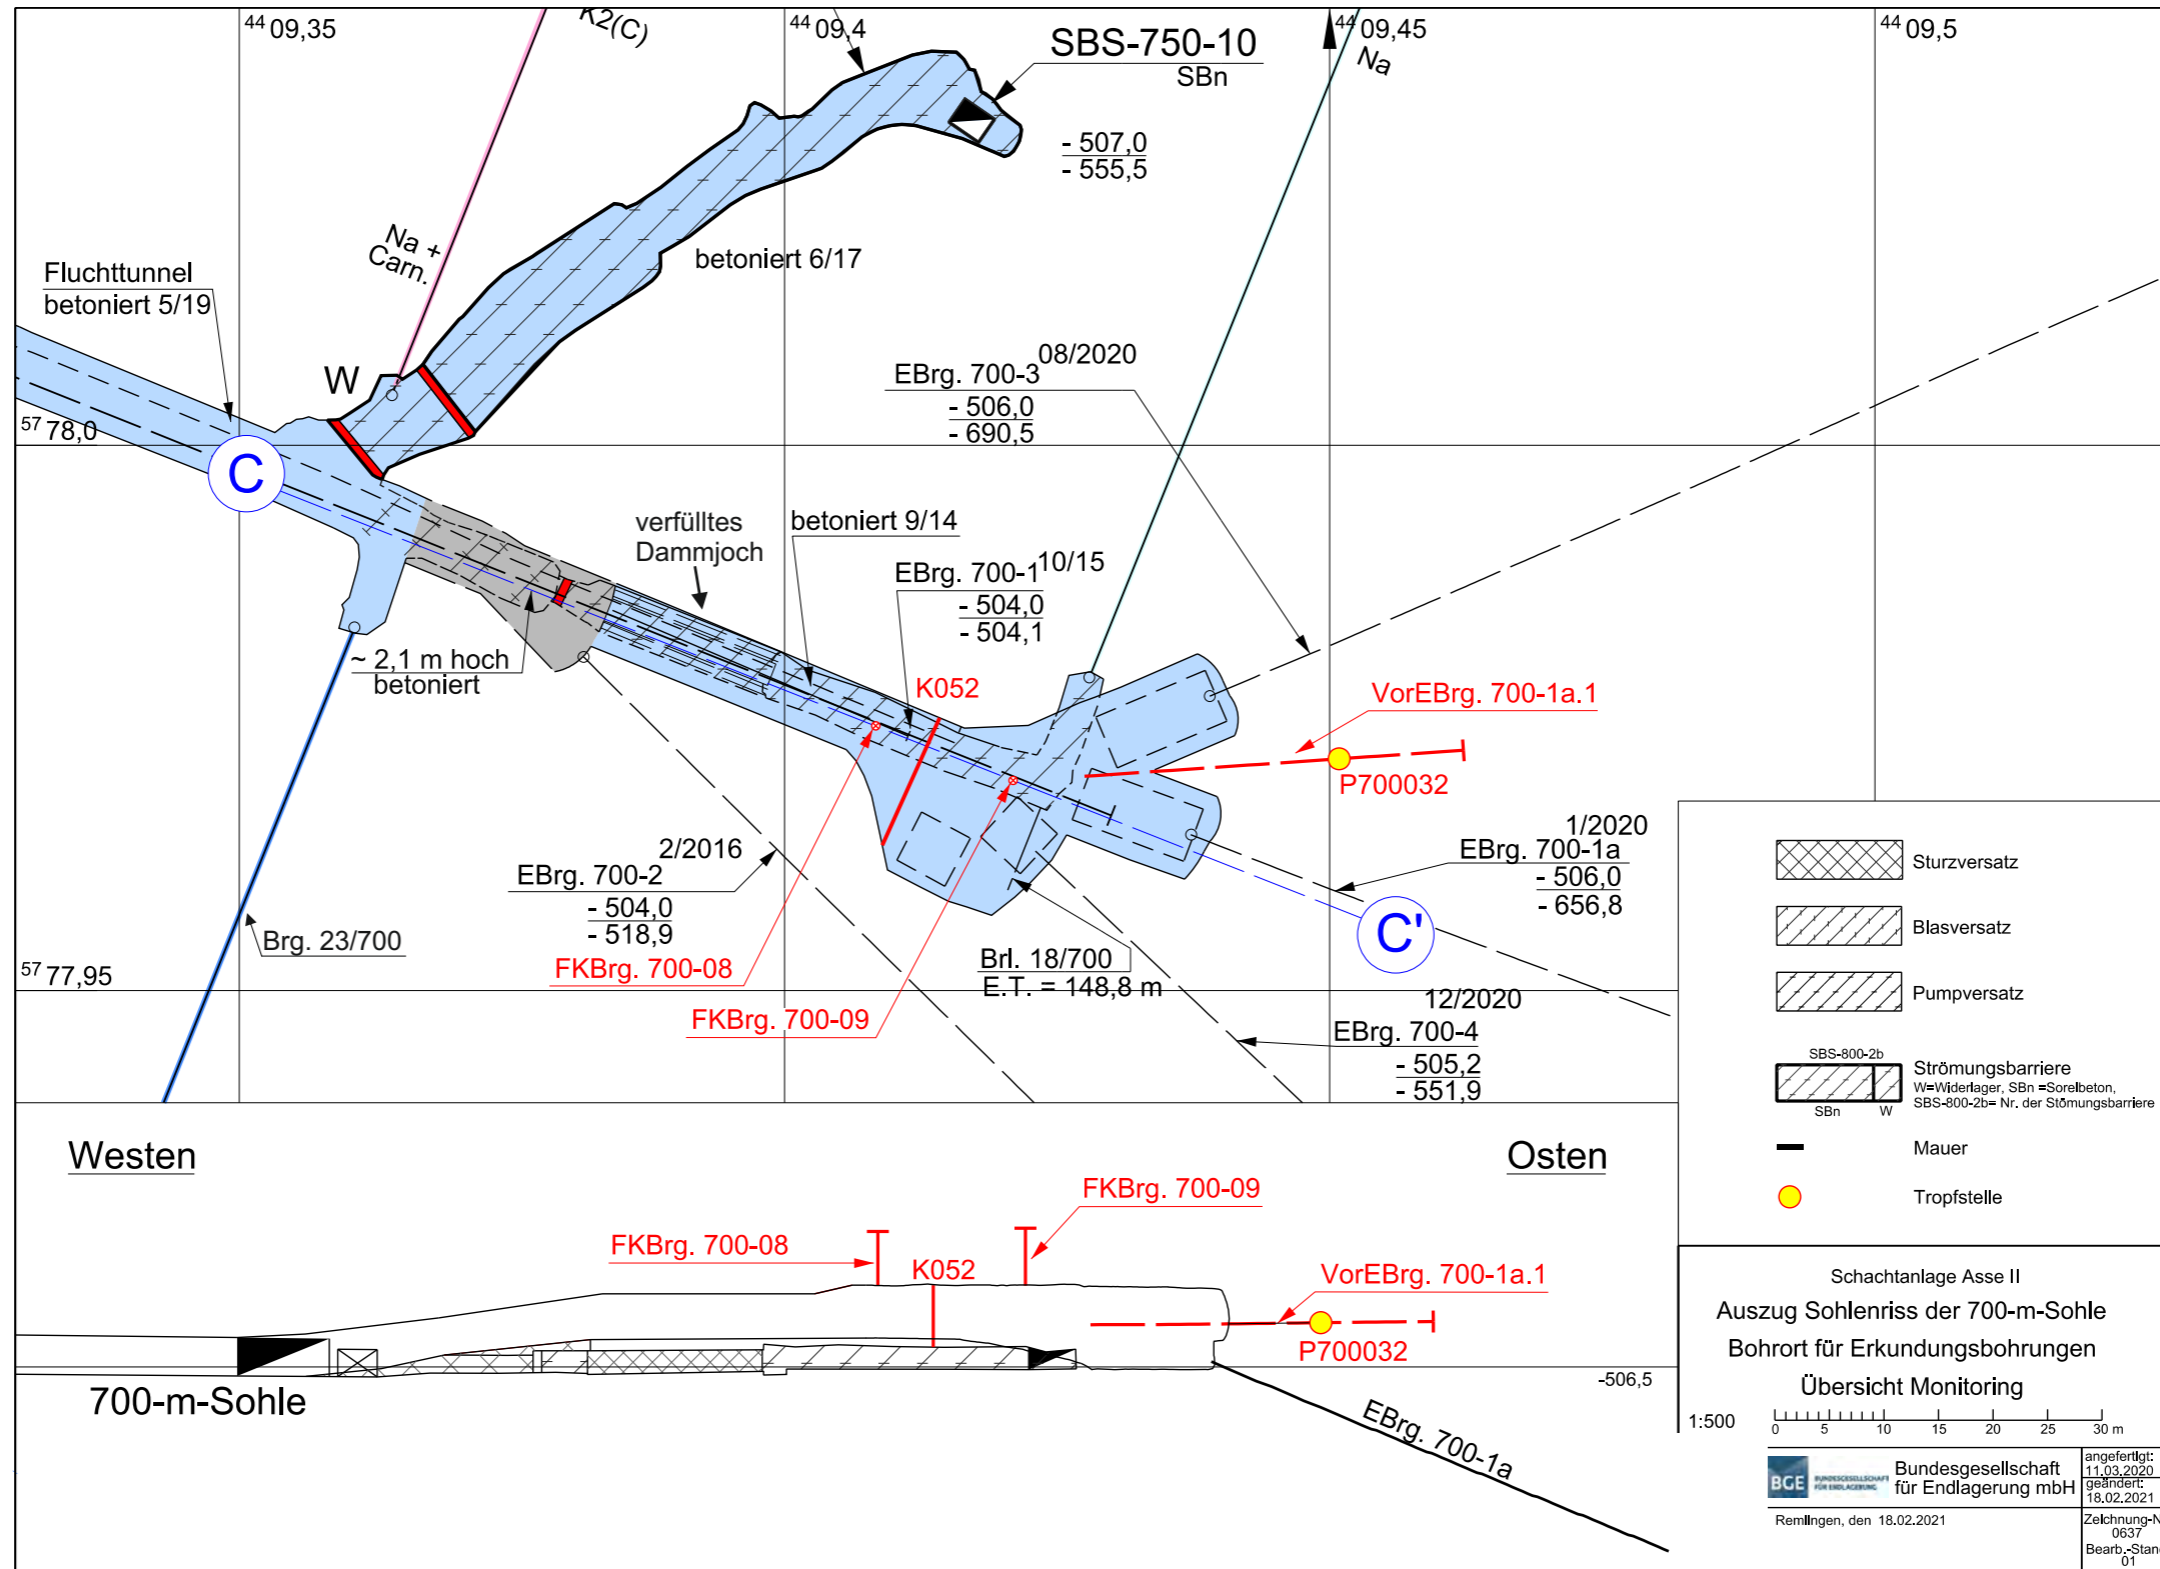 44 09,35
K2(C)
44 09,4
SBS-750-10
SBn
44 09,45
Na
44 09,5
- 507,0
- 555,5
Na +
Carn.
betoniert 6/17
Fluchttunnel
betoniert 5/19
W
57 78,0
C
08/2020
EBrg. 700-3
- 506,0
- 690,5
verfülltes
Dammjoch
betoniert 9/14
EBrg. 700-1 10/15
- 504,0
- 504,1
~ 2,1 m hoch
betoniert
K052
VorEBrg. 700-1a.1
P700032
2/2016
EBrg. 700-2
- 504,0
- 518,9
1/2020
EBrg. 700-1a
- 506,0
- 656,8
C'
Brg. 23/700
57 77,95
FKBrg. 700-08
FKBrg. 700-09
Brl. 18/700
E.T. = 148,8 m
12/2020
EBrg. 700-4
- 505,2
- 551,9
Sturzversatz
Blasversatz
Pumpversatz
SBS-800-2b
SBn W
Strömungsbarriere
W=Widerlager, SBn =Sorelbeton,
SBS-800-2b= Nr. der Stömungsbarriere
Mauer
Tropfstelle
Westen
Osten
FKBrg. 700-08
FKBrg. 700-09
K052
VorEBrg. 700-1a.1
P700032
700-m-Sohle
-506,5
EBrg. 700-1a
Schachtanlage Asse II
Auszug Sohlenriss der 700-m-Sohle
Bohrort für Erkundungsbohrungen
Übersicht Monitoring
1:500
0 5 10 15 20 25 30 m
BGE
BUNDESGESELLSCHAFT
FÜR ENDLAGERUNG
Bundesgesellschaft
für Endlagerung mbH
angefertigt:
11.03.2020
geändert:
18.02.2021
Remlingen, den 18.02.2021
Zeichnung-N
0637
Bearb.-Stan
01